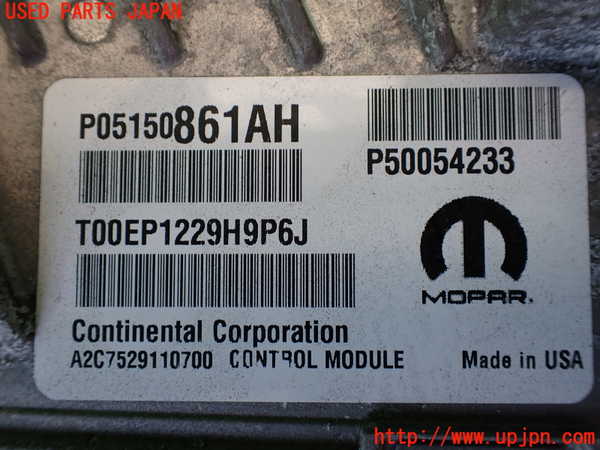 USED PARTS JAPAN
P05150861AH
P50054233
T00EP1229H9P6J
MOPAR.
Continental Corporation
A2C7529110700 CONTROL MODULE Made in USA
http://www.upjpn.com